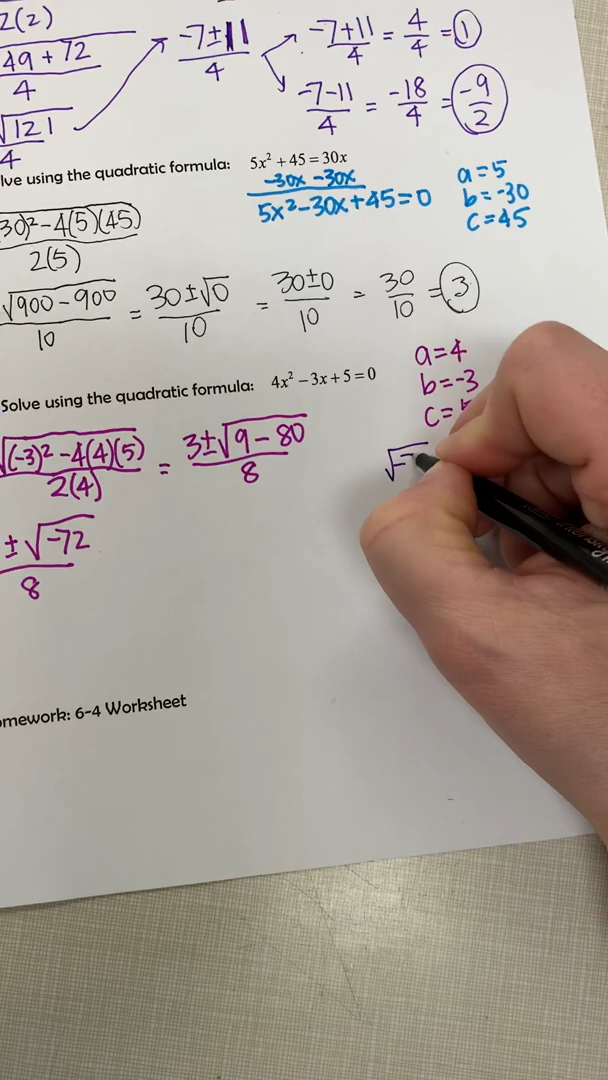 2(2)
49 + 72
4
-7±11
4
-7+11
4
= 4
4
= 1
√121
4
-7-11
4
= -18
4
= -9
2
lve using the quadratic formula: 5x² + 45 = 30x
-30x -30x
5x²-30x+45=0
a=5
b=-30
c=45
30)²-4(5)(45)
2(5)
√900-900
10
= 30±√0
10
= 30±0
10
= 30
10
= 3
Solve using the quadratic formula: 4x² − 3x + 5 = 0
a=4
b=-3
c=
√(-3)²-4(4)(5)
2(4)
= 3±√9-80
8
± √-72
8
omework: 6-4 Worksheet